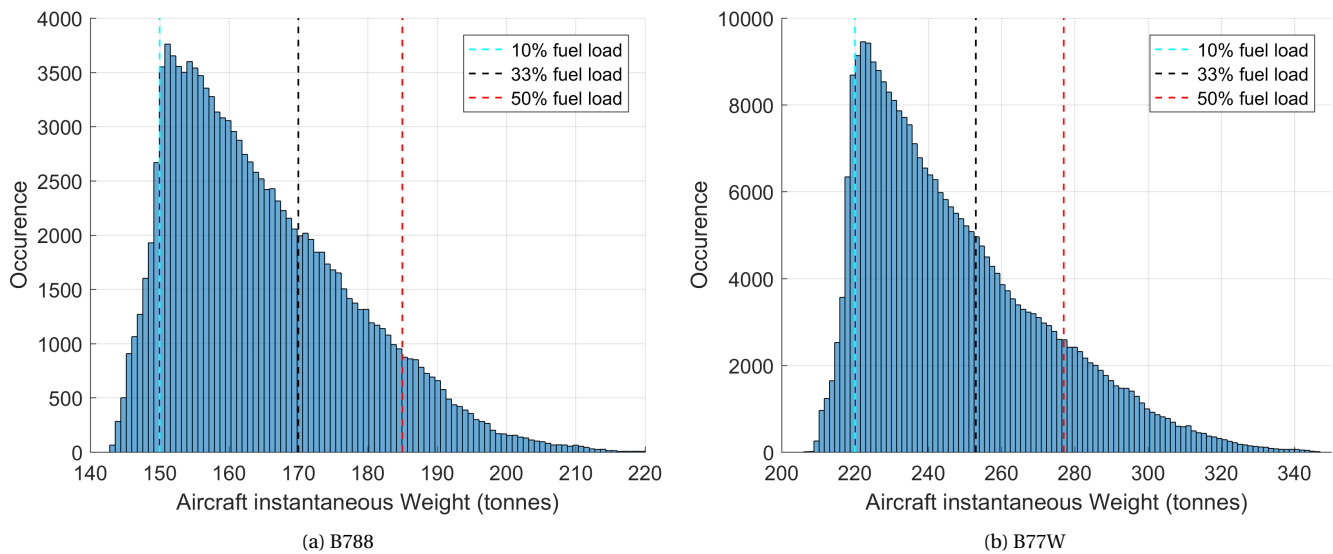 4000
3500
3000
2500
2000
1500
1000
500
0
Occurence
140 150 160 170 180 190 200 210 220
Aircraft instantaneous Weight (tonnes)
10% fuel load
33% fuel load
50% fuel load
(a) B788
10000
8000
6000
4000
2000
0
Occurence
200 220 240 260 280 300 320 340
Aircraft instantaneous Weight (tonnes)
10% fuel load
33% fuel load
50% fuel load
(b) B77W